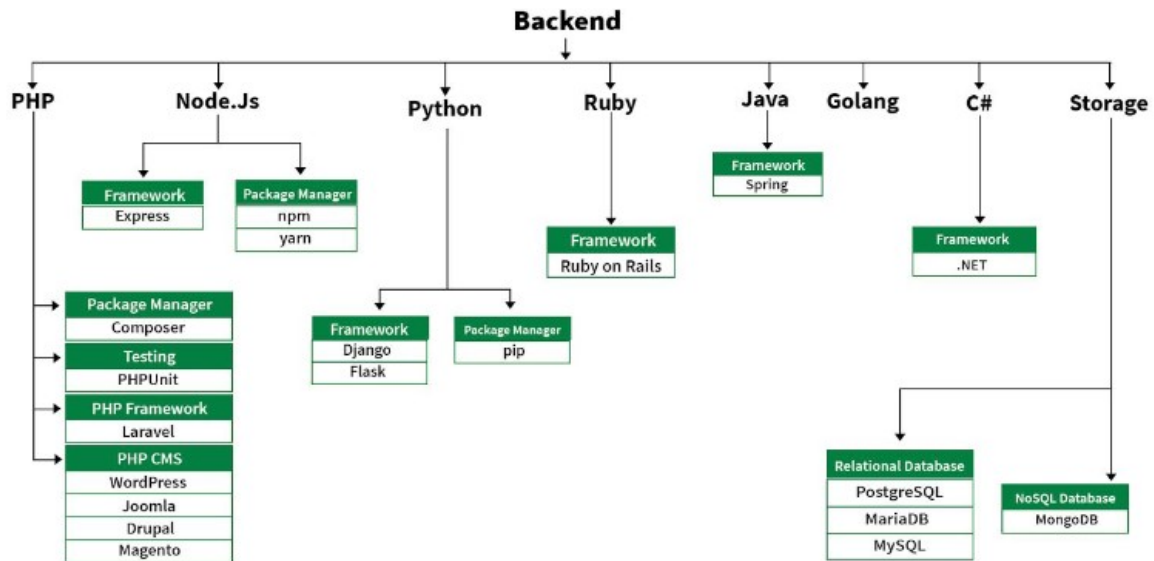 Backend
PHP
Node.Js
Python
Ruby
Java
Golang
C#
Storage
Framework
Express
Package Manager
npm
yarn
Framework
Spring
Framework
Ruby on Rails
Framework
.NET
Package Manager
Composer
Testing
PHPUnit
PHP Framework
Laravel
PHP CMS
WordPress
Joomla
Drupal
Magento
Framework
Django
Flask
Package Manager
pip
Relational Database
PostgreSQL
MariaDB
MySQL
NoSQL Database
MongoDB